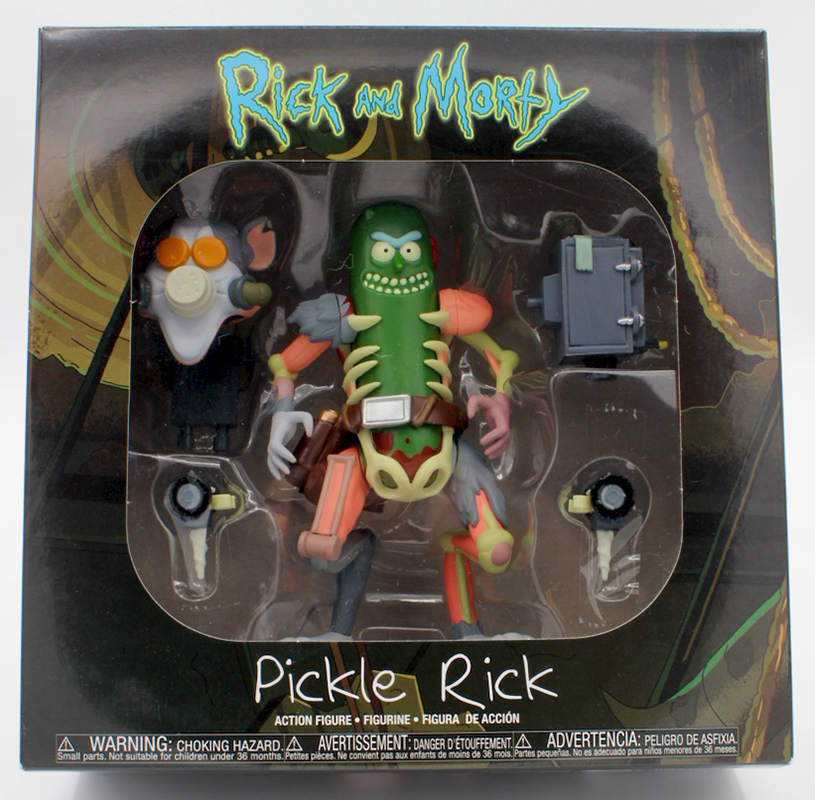 Rick and Morty
Pickle Rick
ACTION FIGURE • FIGURINE • FIGURA DE ACCIÓN
⚠ WARNING: CHOKING HAZARD.
Small parts. Not suitable for children under 36 months.
⚠ AVERTISSEMENT: DANGER D'ÉTOUFFEMENT.
Petites pièces. Ne convient pas aux enfants de moins de 36 mois.
⚠ ADVERTENCIA: PELIGRO DE ASFIXIA.
Partes pequeñas. No es adecuado para niños menores de 36 meses.